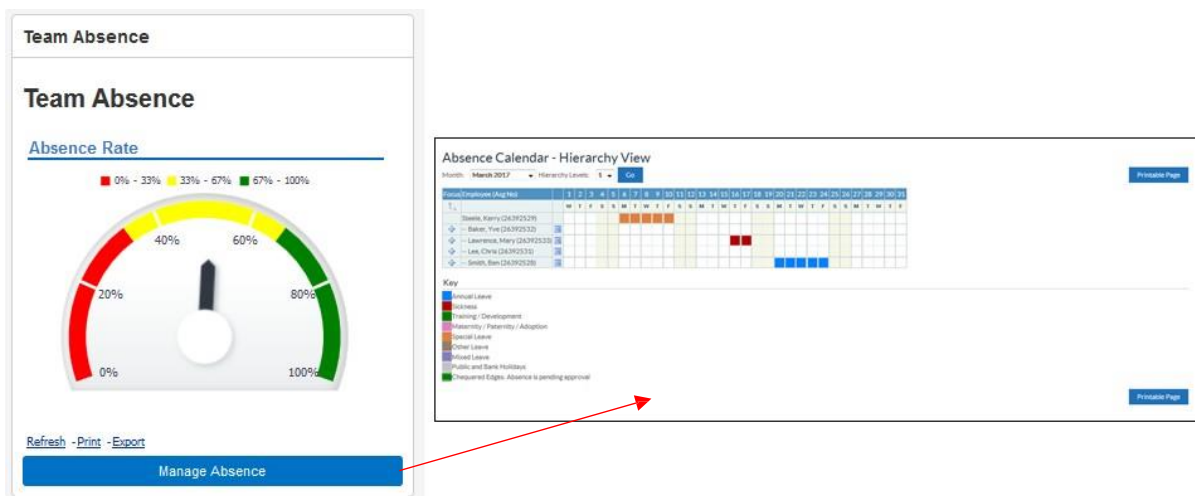 Team Absence
Team Absence
Absence Rate
0% - 33% 33% - 67% 67% - 100%
40% 60%
20% 80%
0% 100%
Refresh - Print - Export
Manage Absence
Absence Calendar - Hierarchy View
Month: March 2017 Hierarchy Levels: 1 Go
Printable Page
Focus Employee (Asg No) 1 2 3 4 5 6 7 8 9 10 11 12 13 14 15 16 17 18 19 20 21 22 23 24 25 26 27 28 29 30 31
W T F S S M T W T F S S M T W T F S S M T W T F S S M T W T F
Steele, Kerry (26392529)
-- Baker, Yve (26392532)
-- Lawrence, Mary (26392533)
-- Lee, Chris (26392531)
-- Smith, Ben (26392528)
Key
Annual Leave
Sickness
Training / Development
Maternity / Paternity / Adoption
Special Leave
Other Leave
Mixed Leave
Public and Bank Holidays
Chequered Edges: Absence is pending approval
Printable Page